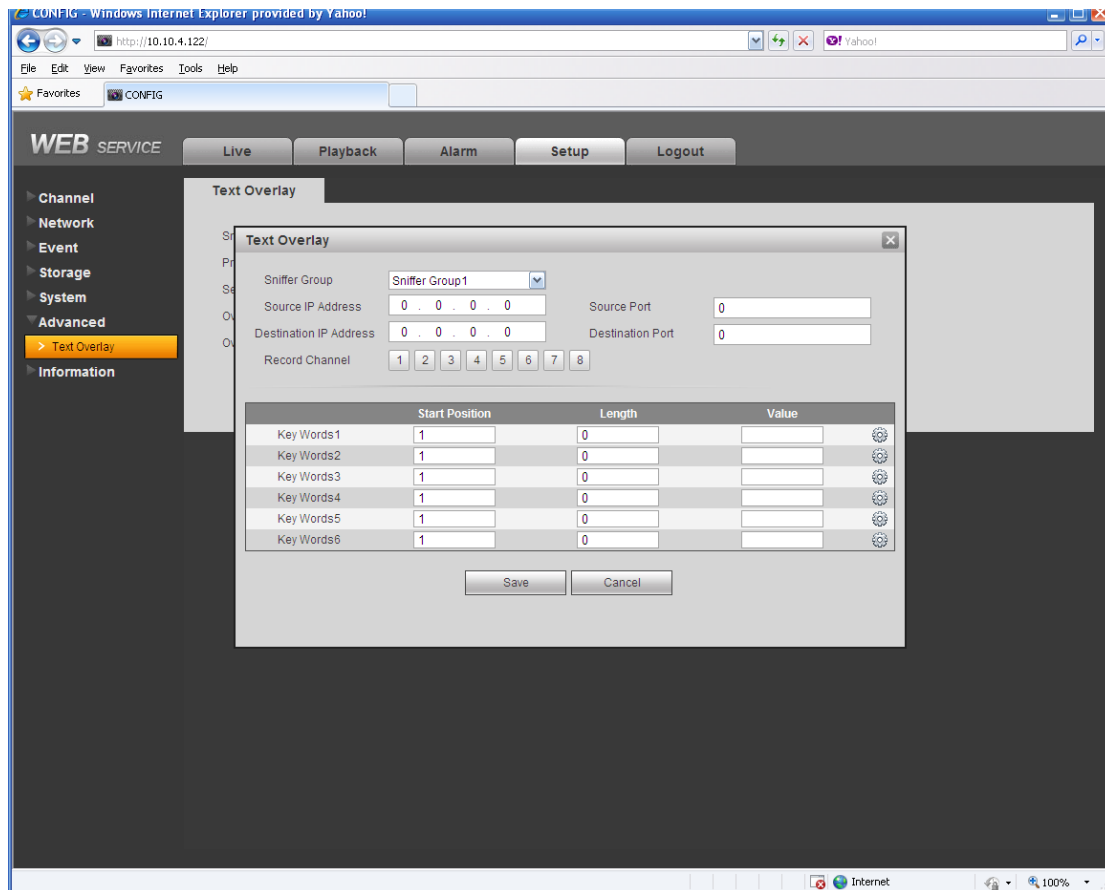 CONFIG - Windows Internet Explorer provided by Yahoo!
http://10.10.4.122/
Yahoo!
File Edit View Favorites Tools Help
Favorites CONFIG
WEB SERVICE
Live Playback Alarm Setup Logout
Channel
Network
Event
Storage
System
Advanced
> Text Overlay
Information
Text Overlay
Sn
Pr
Se
Ov
Ov
Text Overlay
Sniffer Group Sniffer Group1
Source IP Address 0 . 0 . 0 . 0 Source Port 0
Destination IP Address 0 . 0 . 0 . 0 Destination Port 0
Record Channel 1 2 3 4 5 6 7 8
Start Position Length Value
Key Words1 1 0
Key Words2 1 0
Key Words3 1 0
Key Words4 1 0
Key Words5 1 0
Key Words6 1 0
Save Cancel
Internet 100%